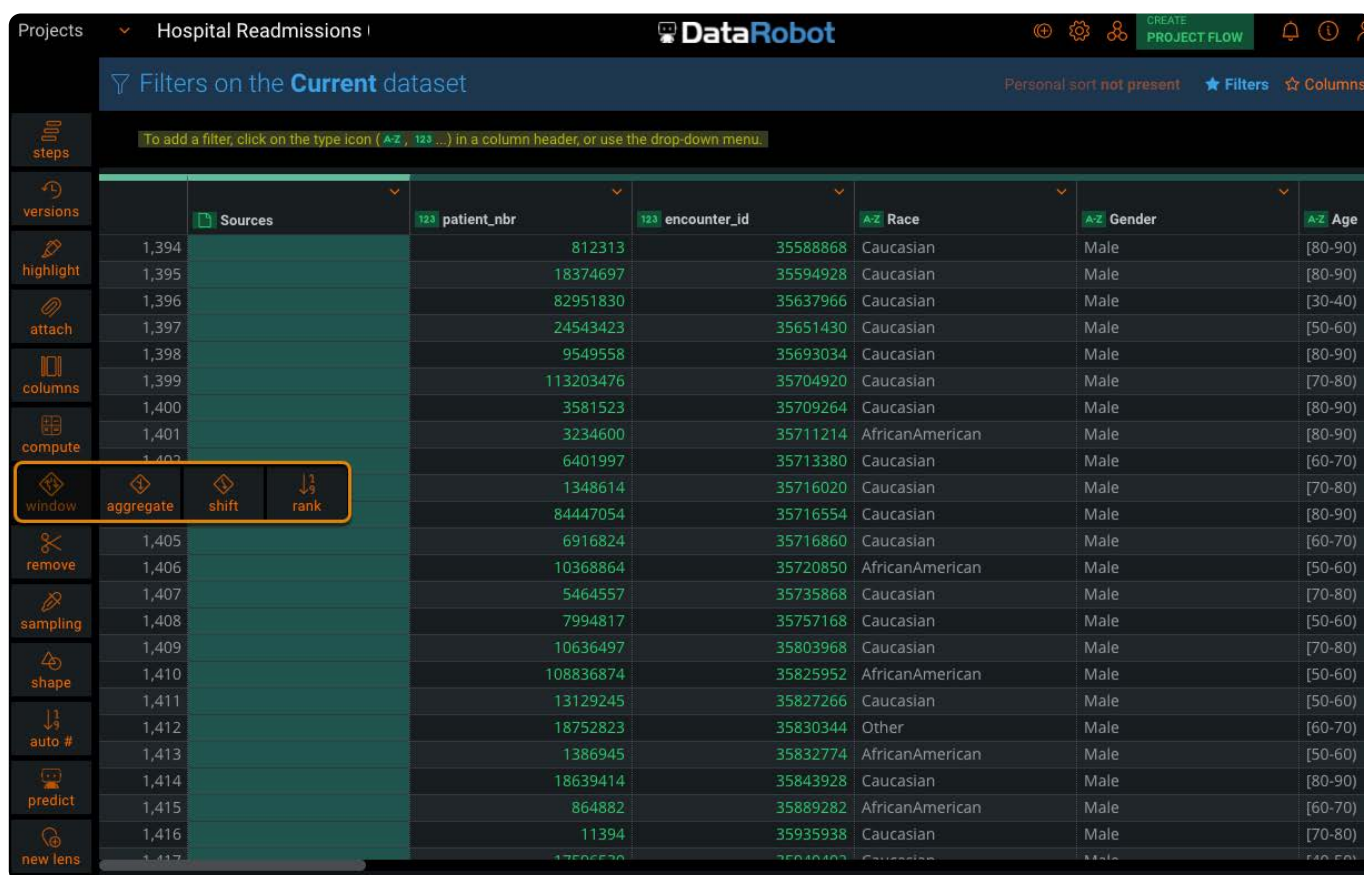 Projects Hospital Readmissions DataRobot CREATE PROJECT FLOW
Filters on the Current dataset Personal sort not present Filters Columns
To add a filter, click on the type icon ( A-Z , 123 ...) in a column header, or use the drop-down menu.
steps
versions
highlight
attach
columns
compute
window aggregate shift rank
remove
sampling
shape
auto #
predict
new lens
Sources 123 patient_nbr 123 encounter_id A-Z Race A-Z Gender A-Z Age
1,394 812313 35588868 Caucasian Male [80-90)
1,395 18374697 35594928 Caucasian Male [80-90)
1,396 82951830 35637966 Caucasian Male [30-40)
1,397 24543423 35651430 Caucasian Male [50-60)
1,398 9549558 35693034 Caucasian Male [80-90)
1,399 113203476 35704920 Caucasian Male [70-80)
1,400 3581523 35709264 Caucasian Male [80-90)
1,401 3234600 35711214 AfricanAmerican Male [80-90)
1,402 6401997 35713380 Caucasian Male [60-70)
1348614 35716020 Caucasian Male [70-80)
84447054 35716554 Caucasian Male [80-90)
1,405 6916824 35716860 Caucasian Male [60-70)
1,406 10368864 35720850 AfricanAmerican Male [50-60)
1,407 5464557 35735868 Caucasian Male [70-80)
1,408 7994817 35757168 Caucasian Male [50-60)
1,409 10636497 35803968 Caucasian Male [70-80)
1,410 108836874 35825952 AfricanAmerican Male [50-60)
1,411 13129245 35827266 Caucasian Male [50-60)
1,412 18752823 35830344 Other Male [60-70)
1,413 1386945 35832774 AfricanAmerican Male [50-60)
1,414 18639414 35843928 Caucasian Male [80-90)
1,415 864882 35889282 AfricanAmerican Male [60-70)
1,416 11394 35935938 Caucasian Male [70-80)